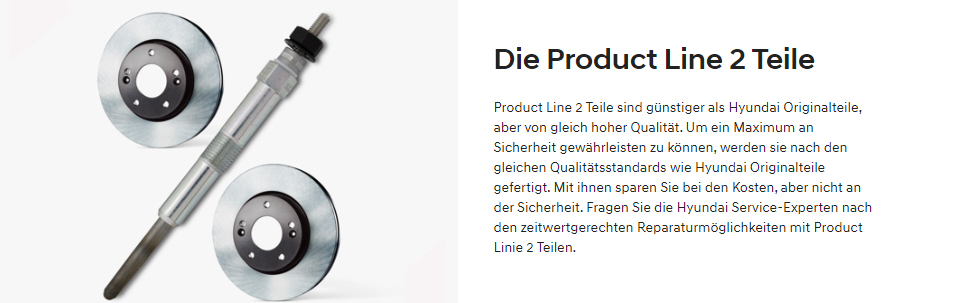 Die Product Line 2 Teile
Product Line 2 Teile sind günstiger als Hyundai Originalteile,
aber von gleich hoher Qualität. Um ein Maximum an
Sicherheit gewährleisten zu können, werden sie nach den
gleichen Qualitätsstandards wie Hyundai Originalteile
gefertigt. Mit ihnen sparen Sie bei den Kosten, aber nicht an
der Sicherheit. Fragen Sie die Hyundai Service-Experten nach
den zeitwertgerechten Reparaturmöglichkeiten mit Product
Linie 2 Teilen.